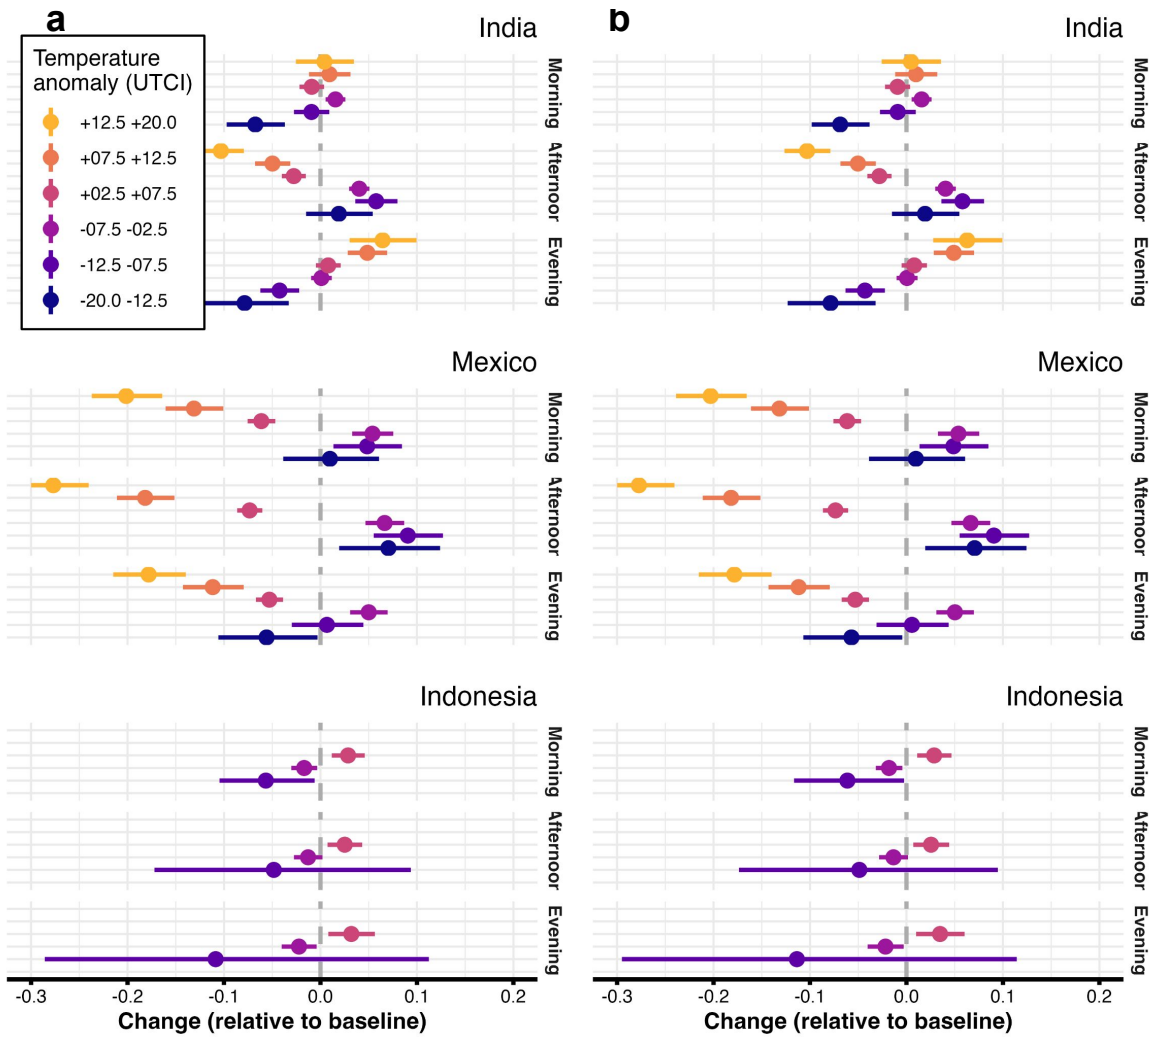 a
India
Temperature
anomaly (UTCI)
+12.5 +20.0
+07.5 +12.5
+02.5 +07.5
-07.5 -02.5
-12.5 -07.5
-20.0 -12.5
Morning
Afternoon
Evening
Mexico
Morning
Afternoon
Evening
Indonesia
Morning
Afternoon
Evening
-0.3 -0.2 -0.1 0.0 0.1 0.2
Change (relative to baseline)
b
India
Morning
Afternoon
Evening
Mexico
Morning
Afternoon
Evening
Indonesia
Morning
Afternoon
Evening
-0.3 -0.2 -0.1 0.0 0.1 0.2
Change (relative to baseline)